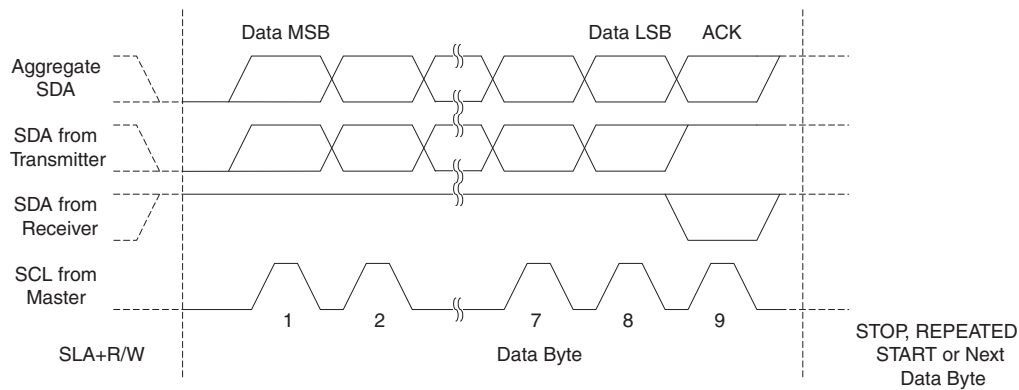 Data MSB
Data LSB
ACK
Aggregate
SDA
SDA from
Transmitter
SDA from
Receiver
SCL from
Master
1
2
7
8
9
SLA+R/W
Data Byte
STOP, REPEATED
START or Next
Data Byte